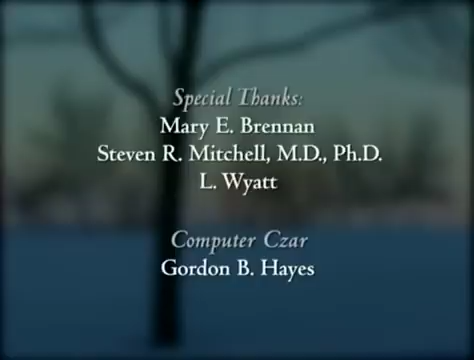 Special Thanks:
Mary E. Brennan
Steven R. Mitchell, M.D., Ph.D.
L. Wyatt
Computer Czar
Gordon B. Hayes